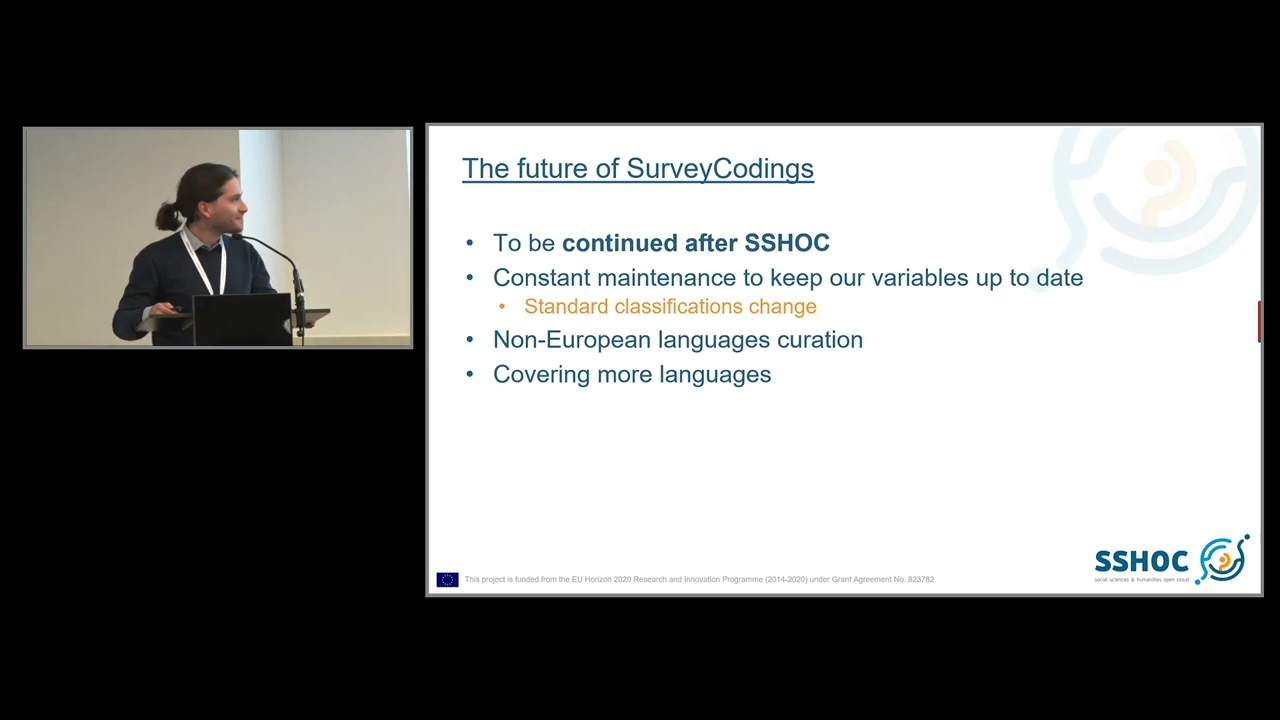 The future of SurveyCodings
• To be continued after SSHOC
• Constant maintenance to keep our variables up to date
• Standard classifications change
• Non-European languages curation
• Covering more languages
This project is funded from the EU Horizon 2020 Research and Innovation Programme (2014-2020) under Grant Agreement No. 823782
SSHOC
social sciences & humanities open cloud